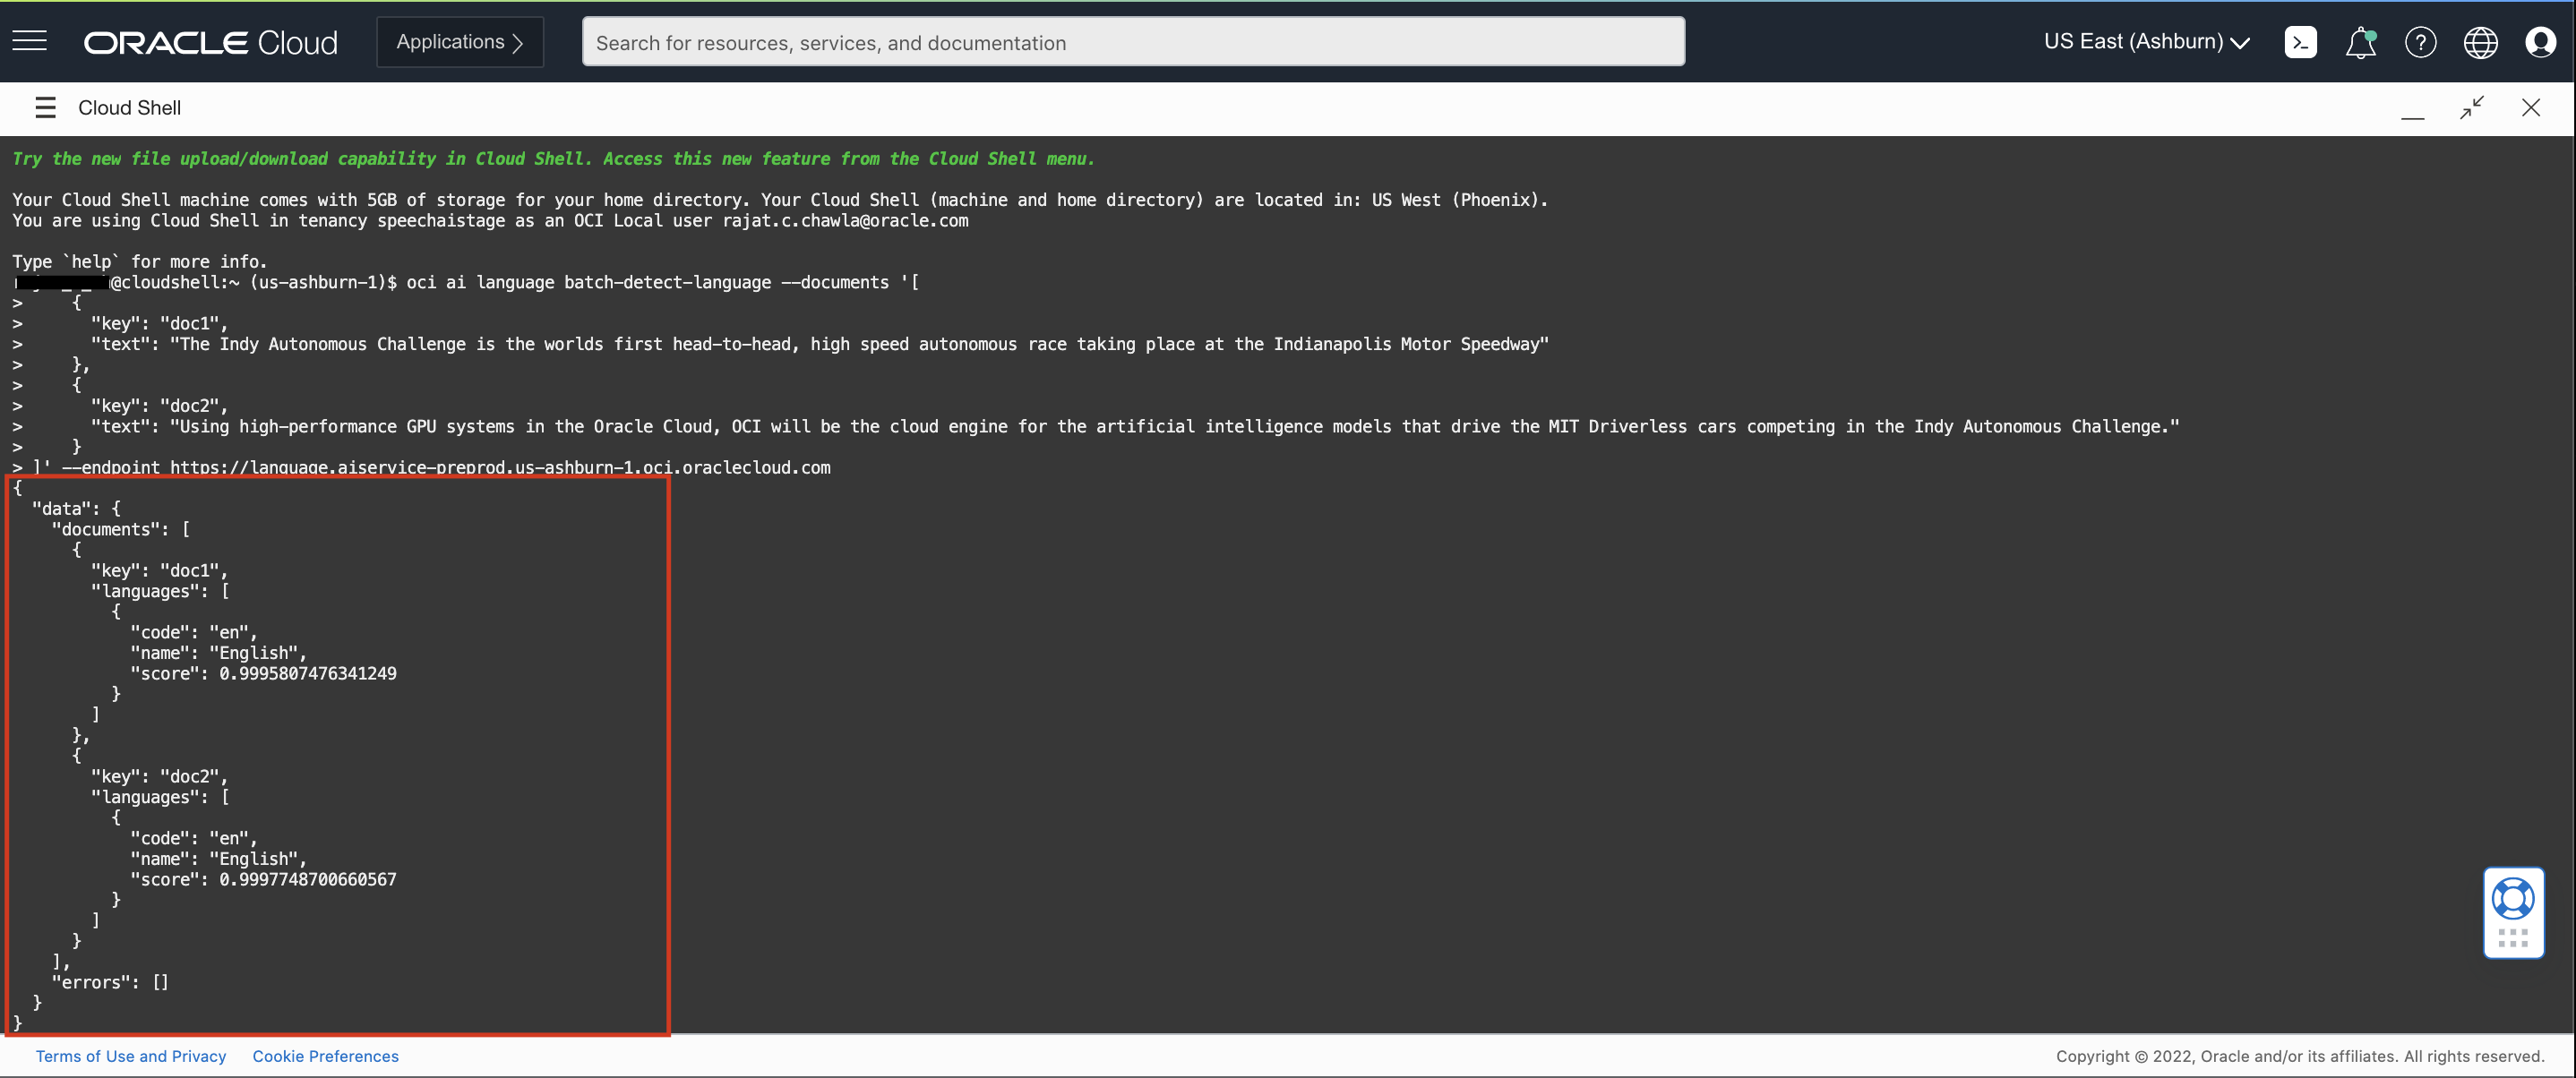 ORACLE Cloud
Applications
Search for resources, services, and documentation
US East (Ashburn)
Cloud Shell
Try the new file upload/download capability in Cloud Shell. Access this new feature from the Cloud Shell menu.
Your Cloud Shell machine comes with 5GB of storage for your home directory. Your Cloud Shell (machine and home directory) are located in: US West (Phoenix).
You are using Cloud Shell in tenancy speechaistage as an OCI Local user rajat.c.chawla@oracle.com
Type `help` for more info.
@cloudshell:~ (us-ashburn-1)$ oci ai language batch-detect-language --documents '[
>     {
>       "key": "doc1",
>       "text": "The Indy Autonomous Challenge is the worlds first head-to-head, high speed autonomous race taking place at the Indianapolis Motor Speedway"
>     },
>     {
>       "key": "doc2",
>       "text": "Using high-performance GPU systems in the Oracle Cloud, OCI will be the cloud engine for the artificial intelligence models that drive the MIT Driverless cars competing in the Indy Autonomous Challenge."
>     }
> ]' --endpoint https://language.aiservice-preprod.us-ashburn-1.oci.oraclecloud.com
{
  "data": {
    "documents": [
      {
        "key": "doc1",
        "languages": [
          {
            "code": "en",
            "name": "English",
            "score": 0.9995807476341249
          }
        ]
      },
      {
        "key": "doc2",
        "languages": [
          {
            "code": "en",
            "name": "English",
            "score": 0.9997748700660567
          }
        ]
      }
    ],
    "errors": []
  }
}
Terms of Use and Privacy Cookie Preferences
Copyright © 2022, Oracle and/or its affiliates. All rights reserved.